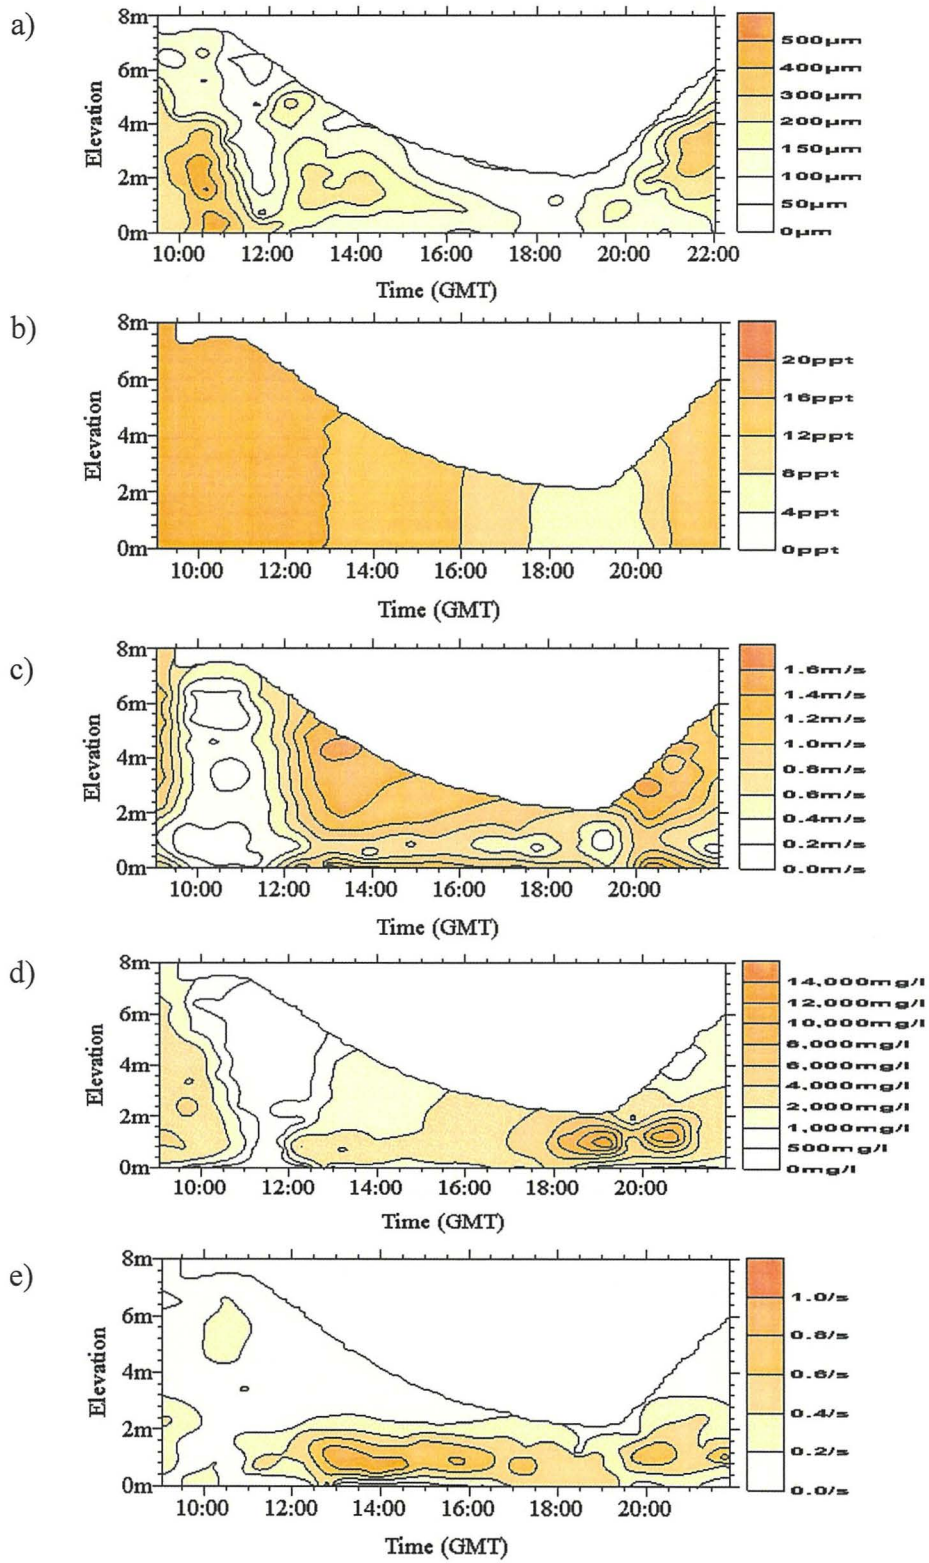 a)
8m
6m
4m
2m
0m
Elevation
10:00 12:00 14:00 16:00 18:00 20:00 22:00
Time (GMT)
500µm
400µm
300µm
200µm
150µm
100µm
50µm
0µm
b)
8m
6m
4m
2m
0m
Elevation
10:00 12:00 14:00 16:00 18:00 20:00
Time (GMT)
20ppt
16ppt
12ppt
8ppt
4ppt
0ppt
c)
8m
6m
4m
2m
0m
Elevation
10:00 12:00 14:00 16:00 18:00 20:00
Time (GMT)
1.6m/s
1.4m/s
1.2m/s
1.0m/s
0.8m/s
0.6m/s
0.4m/s
0.2m/s
0.0m/s
d)
8m
6m
4m
2m
0m
Elevation
10:00 12:00 14:00 16:00 18:00 20:00
Time (GMT)
14,000mg/l
12,000mg/l
10,000mg/l
8,000mg/l
6,000mg/l
4,000mg/l
2,000mg/l
1,000mg/l
500mg/l
0mg/l
e)
8m
6m
4m
2m
0m
Elevation
10:00 12:00 14:00 16:00 18:00 20:00
Time (GMT)
1.0/s
0.8/s
0.6/s
0.4/s
0.2/s
0.0/s